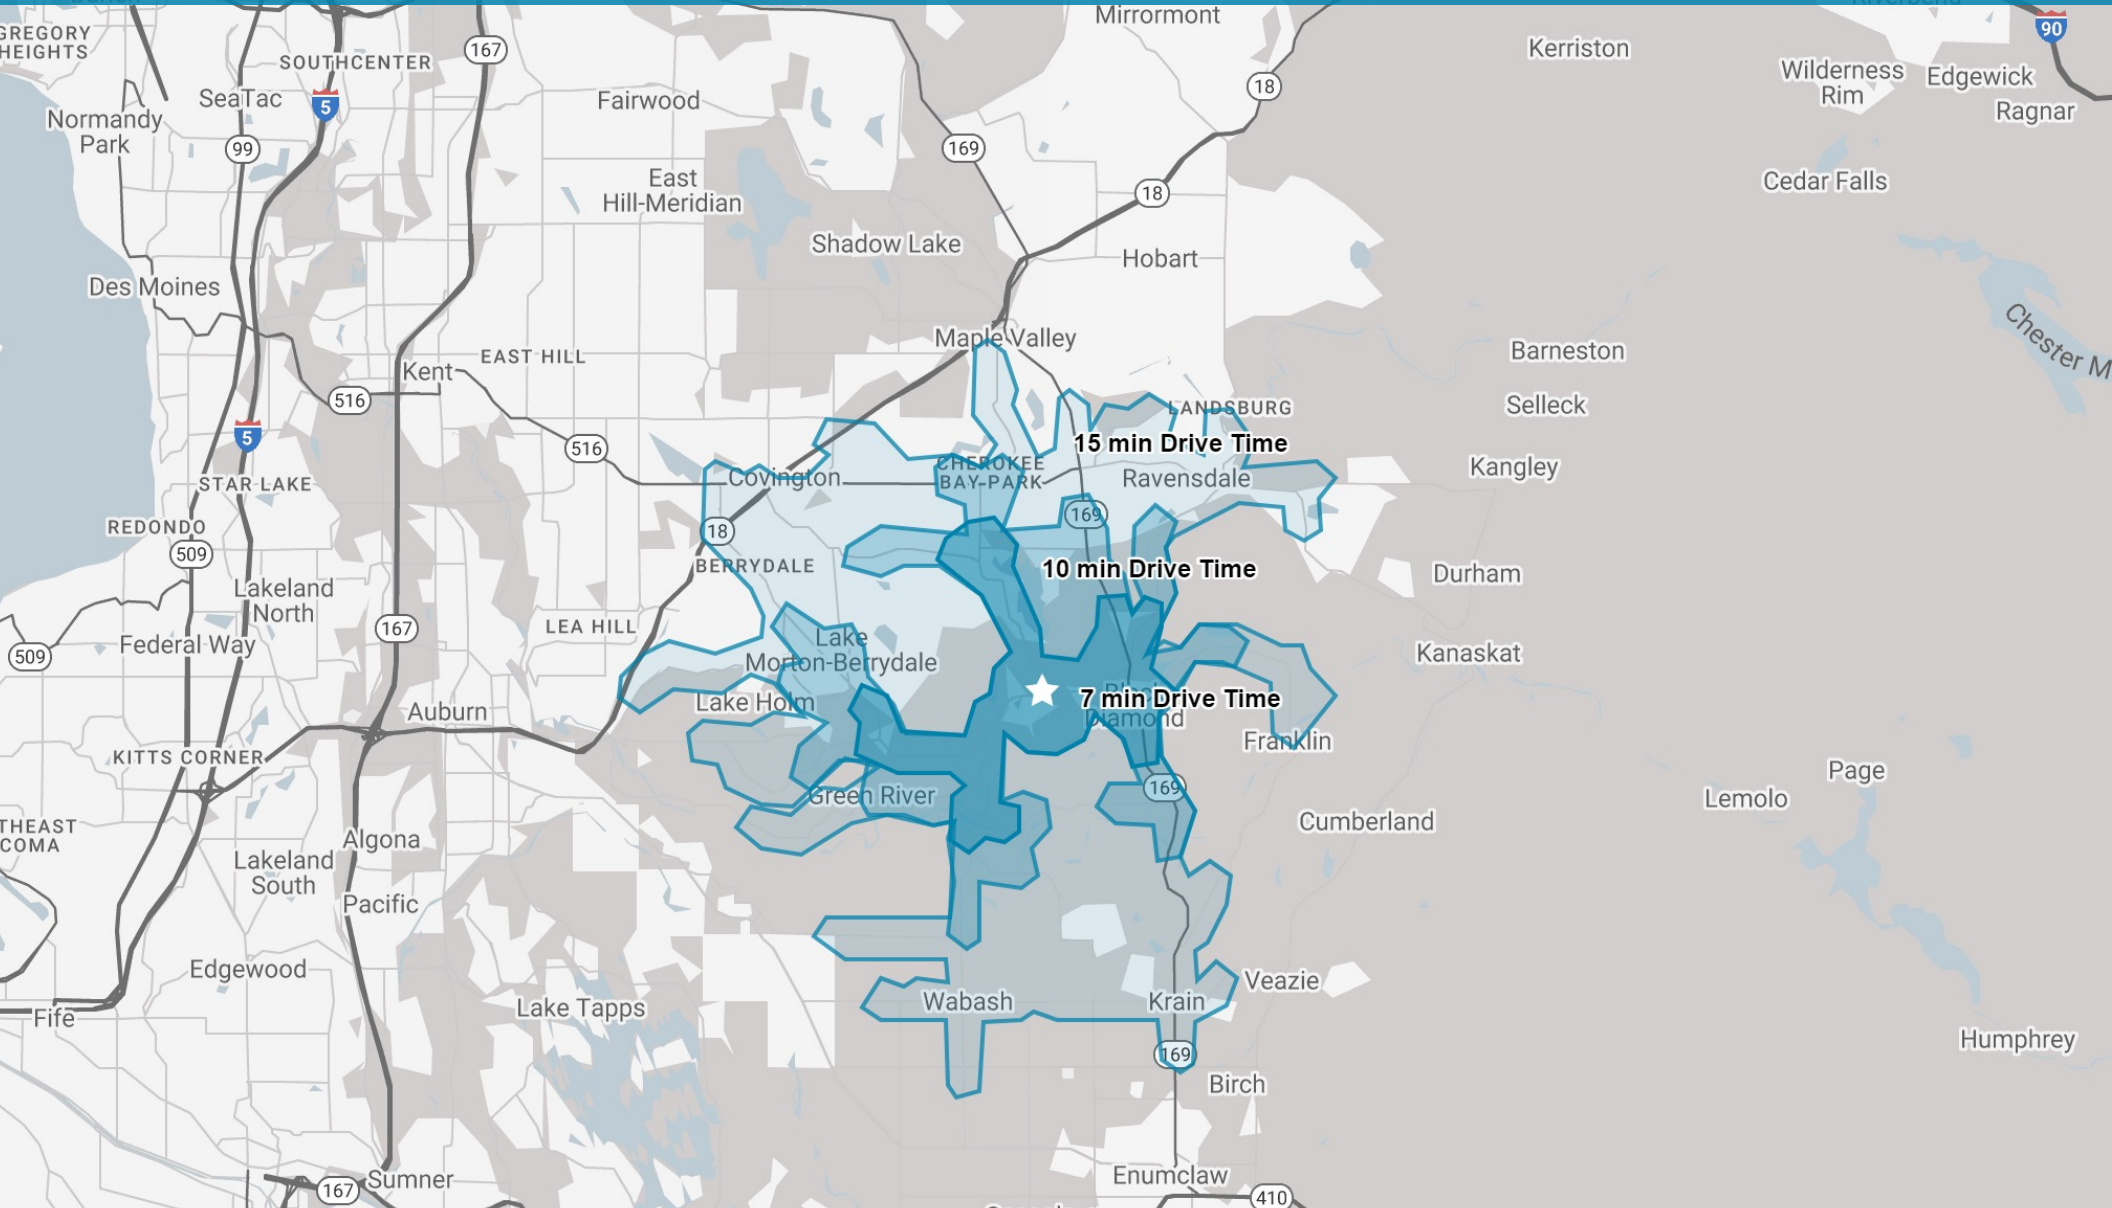 Mirrormont
90
GREGORY
HEIGHTS
167
Kerriston
SOUTHCENTER
Wilderness
Rim
Edgewick
SeaTac
5
Fairwood
18
Ragnar
Normandy
Park
99
169
East
Hill-Meridian
18
Cedar Falls
Shadow Lake
Hobart
Des Moines
Chester M
Maple Valley
Barneston
EAST HILL
Kent
516
LANDSBURG
Selleck
5
516
15 min Drive Time
CHEROKEE
BAY-PARK
Covington
Ravensdale
Kangley
STAR LAKE
169
REDONDO
509
18
BERRYDALE
10 min Drive Time
Durham
Lakeland
North
167
LEA HILL
Federal Way
509
Lake
Morton-Berrydale
Kanaskat
Lake Holm
7 min Drive Time
Black
Diamond
Auburn
Franklin
KITTS CORNER
Page
169
Green River
Lemolo
THEAST
COMA
Cumberland
Algona
Lakeland
South
Pacific
Edgewood
Veazie
Lake Tapps
Wabash
Krain
Fife
Humphrey
169
Birch
Sumner
167
Enumclaw
410